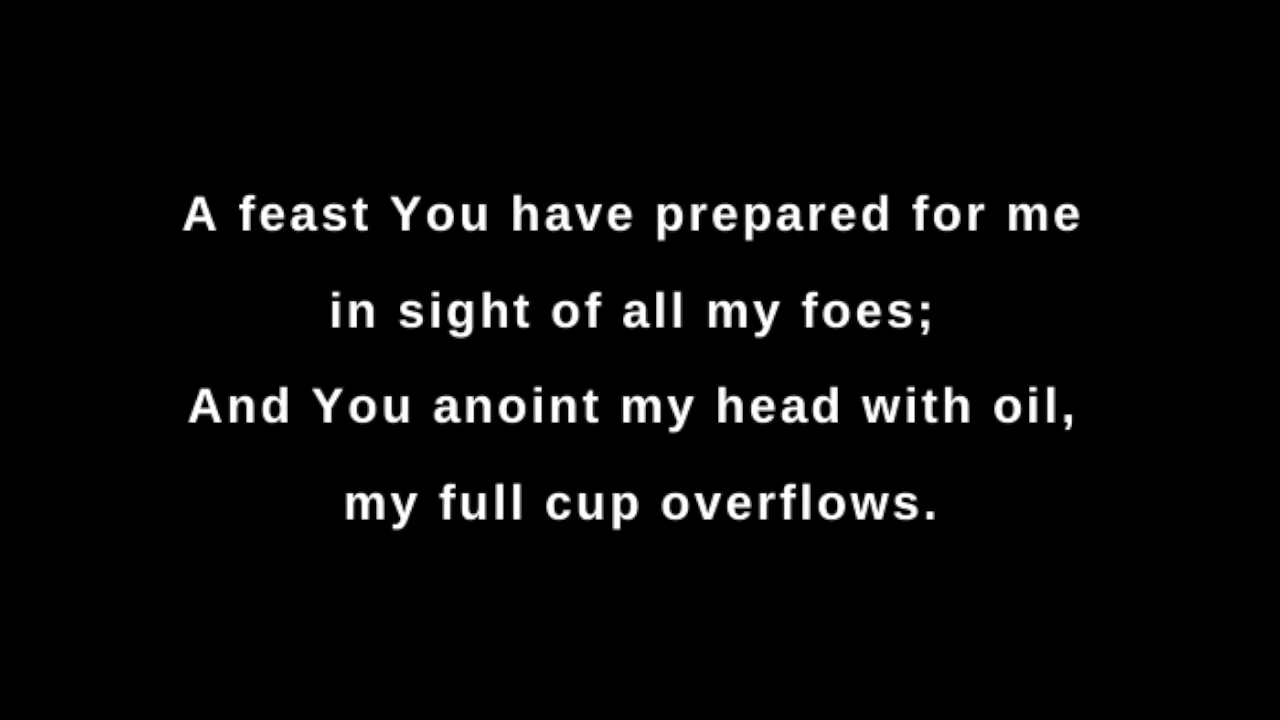 A feast You have prepared for me
in sight of all my foes;
And You anoint my head with oil,
my full cup overflows.